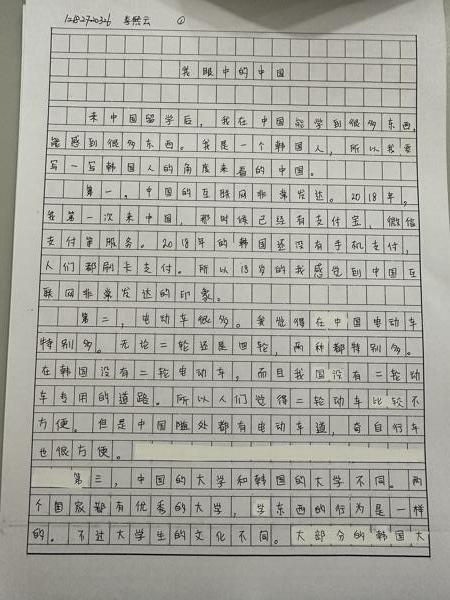 1282792036 李熙云 ①
我眼中的中国
来中国留学后，我在中国能学到很多东西，
能感到很多东西。我是一个韩国人，所以我要
写一写韩国人的角度来看的中国。
第一，中国的互联网非常发达。2018年，
我第一次来中国，那时候已经有支付宝，微信
支付等服务。2018年的韩国还没有手机支付，
人们都刷卡支付。所以18岁的我感觉到中国互
联网非常发达的印象。
第二，电动车很多。我觉得在中国电动车
特别多。无论二轮还是四轮，两种都特别多。
在韩国没有二轮电动车，而且我国没有二轮动
车专用的道路。所以人们觉得二轮动车比较不
方便。但是中国随处都有电动车道，奇自行车
也很方便。
第三，中国的大学和韩国的大学不同。两
个国家都有优秀的大学，学东西的行为是一样
的。不过大学生的文化不同。大部分的韩国大